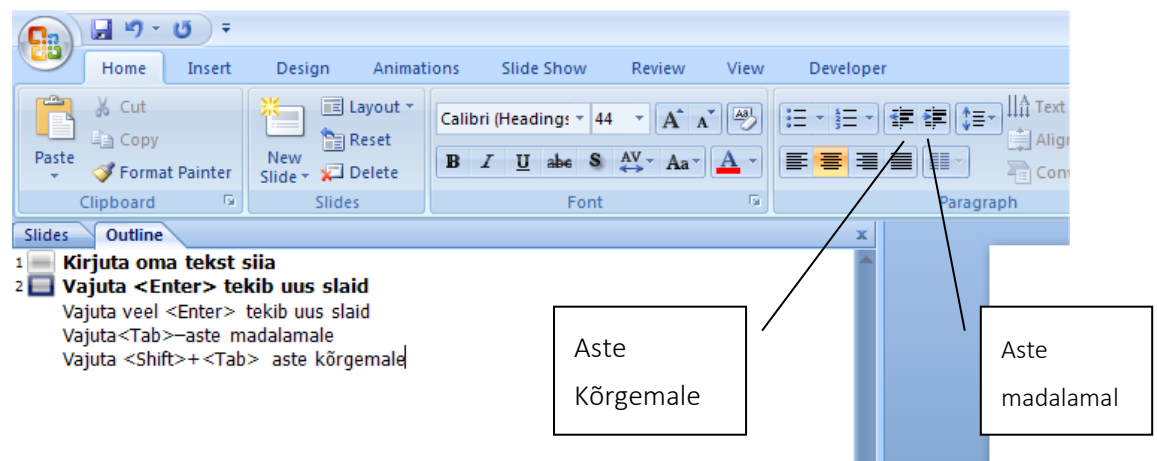 Home Insert Design Animations Slide Show Review View Developer
Cut Layout Calibri (Headings 44 A A Text
Copy Reset Align
Paste New Slide B I U abc S AV Aa A
Format Painter Delete
Clipboard Slides Font Paragraph
Slides Outline x
1 Kirjuta oma tekst siia
2 Vajuta <Enter> tekib uus slaid
Vajuta veel <Enter> tekib uus slaid
Vajuta<Tab>–aste madalamale
Vajuta <Shift>+<Tab> aste kõrgemale
Aste
Kõrgemale
Aste
madalamal